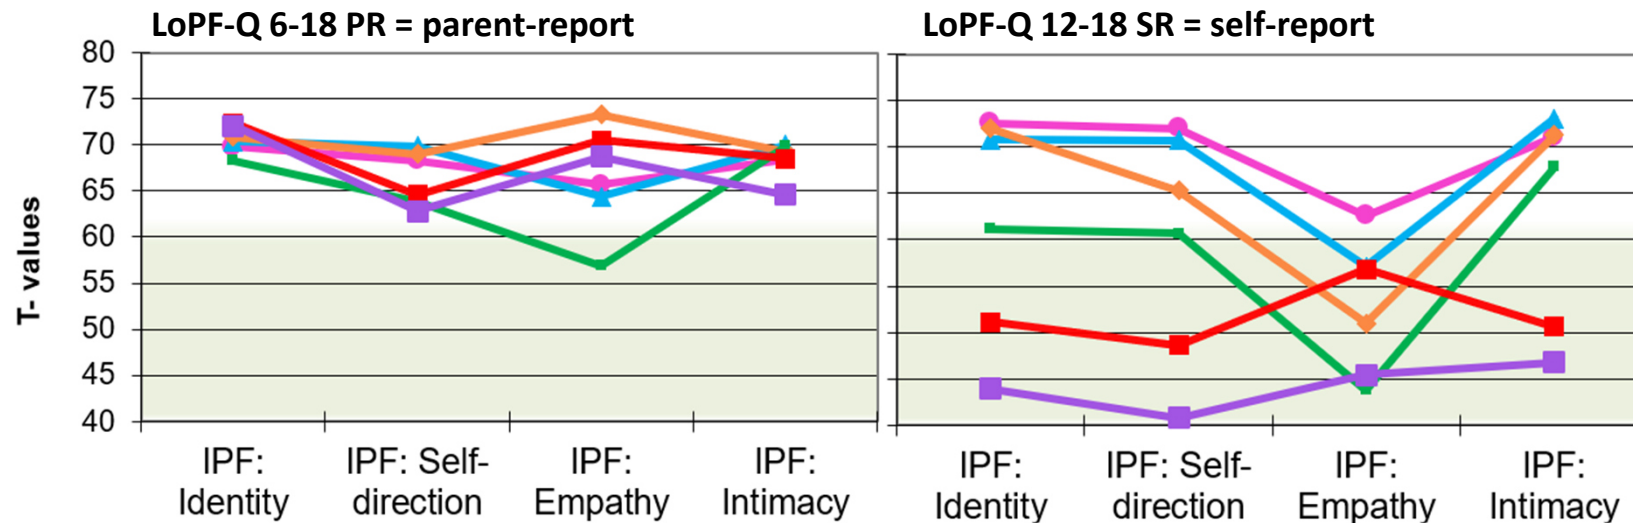 LoPF-Q 6-18 PR = parent-report
LoPF-Q 12-18 SR = self-report
T- values
80
75
70
65
60
55
50
45
40
IPF:
Identity
IPF: Self-
direction
IPF:
Empathy
IPF:
Intimacy
IPF:
Identity
IPF: Self-
direction
IPF:
Empathy
IPF:
Intimacy